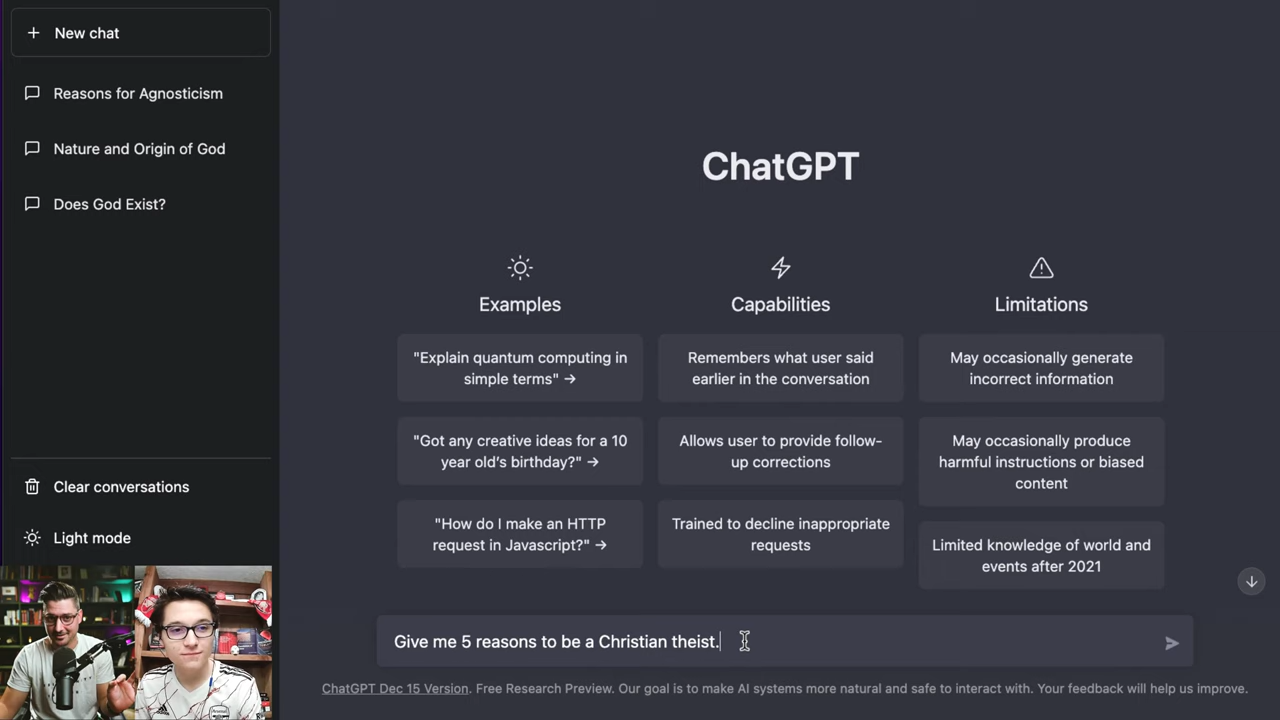 New chat
Reasons for Agnosticism
Nature and Origin of God
Does God Exist?
Clear conversations
Light mode
ChatGPT
Examples
"Explain quantum computing in
simple terms" →
"Got any creative ideas for a 10
year old's birthday?" →
"How do I make an HTTP
request in Javascript?" →
Capabilities
Remembers what user said
earlier in the conversation
Allows user to provide follow-
up corrections
Trained to decline inappropriate
requests
Limitations
May occasionally generate
incorrect information
May occasionally produce
harmful instructions or biased
content
Limited knowledge of world and
events after 2021
Give me 5 reasons to be a Christian theist.
ChatGPT Dec 15 Version. Free Research Preview. Our goal is to make AI systems more natural and safe to interact with. Your feedback will help us improve.